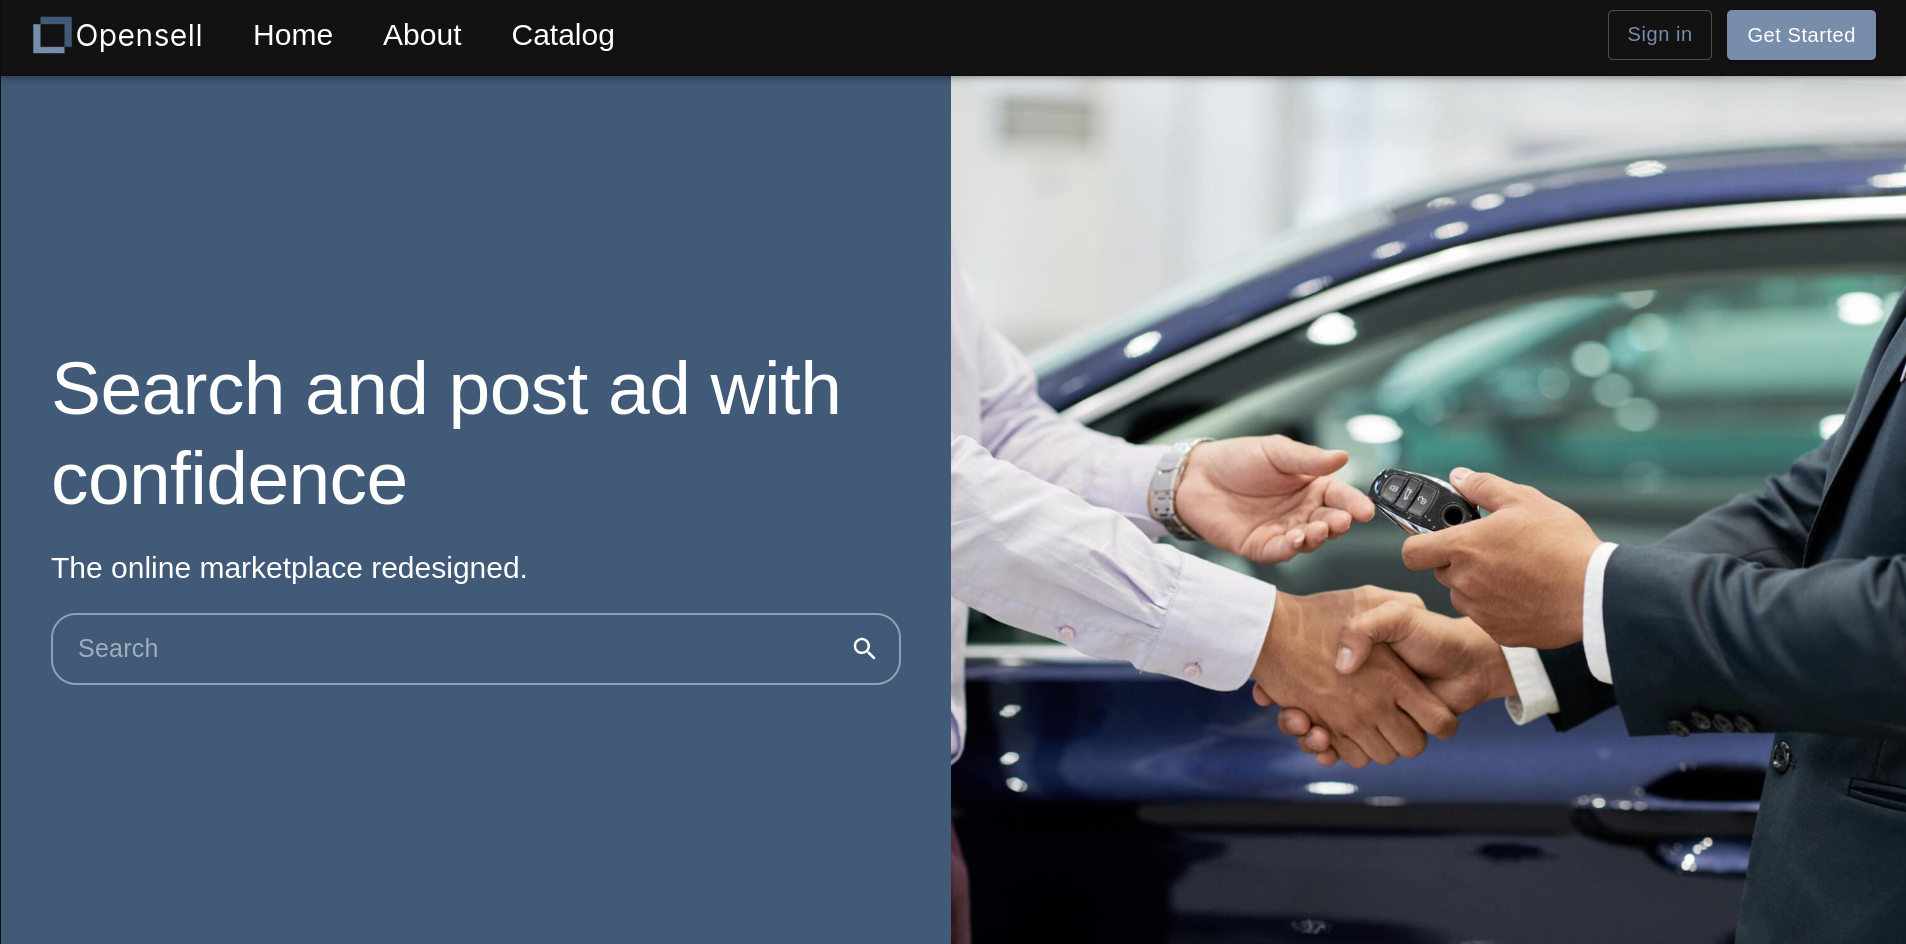 Opensell
Home
About
Catalog
Sign in
Get Started
Search and post ad with
confidence
The online marketplace redesigned.
Search